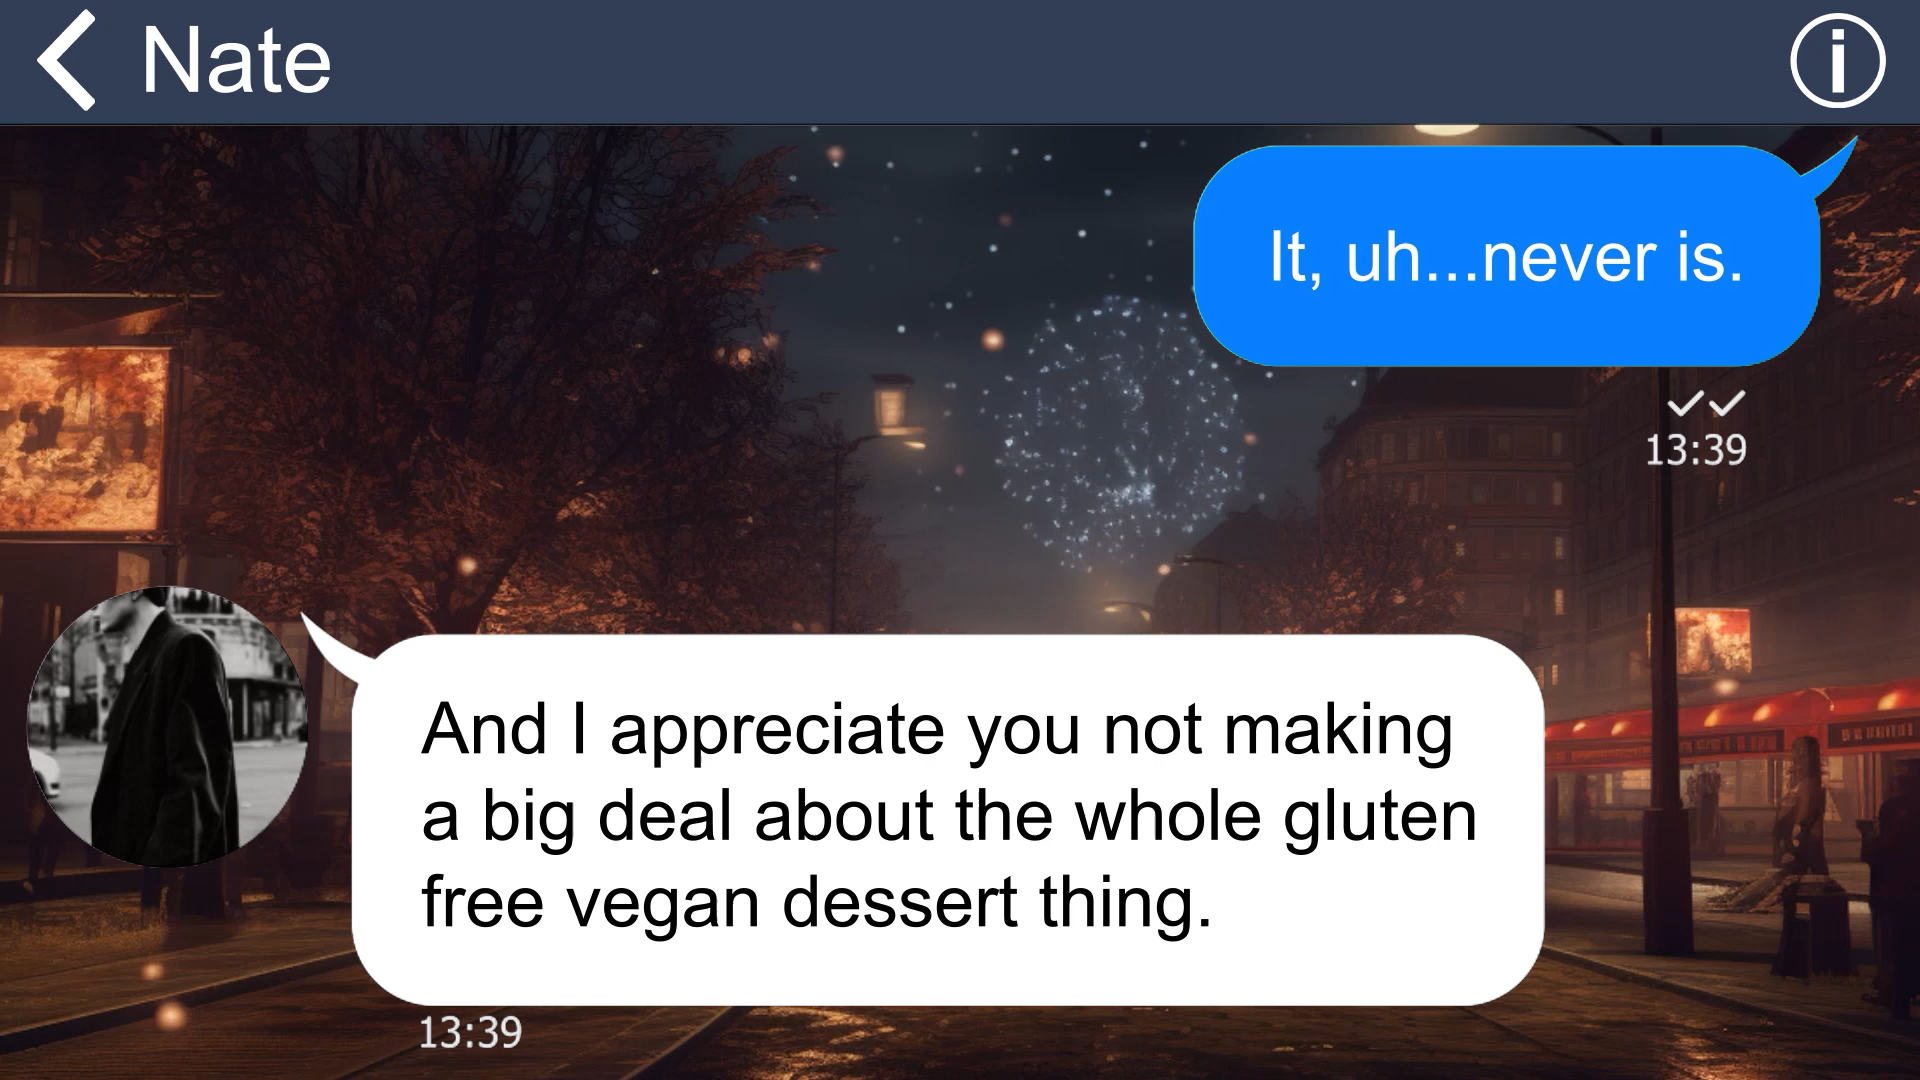 Nate
It, uh...never is.
13:39
And I appreciate you not making
a big deal about the whole gluten
free vegan dessert thing.
13:39